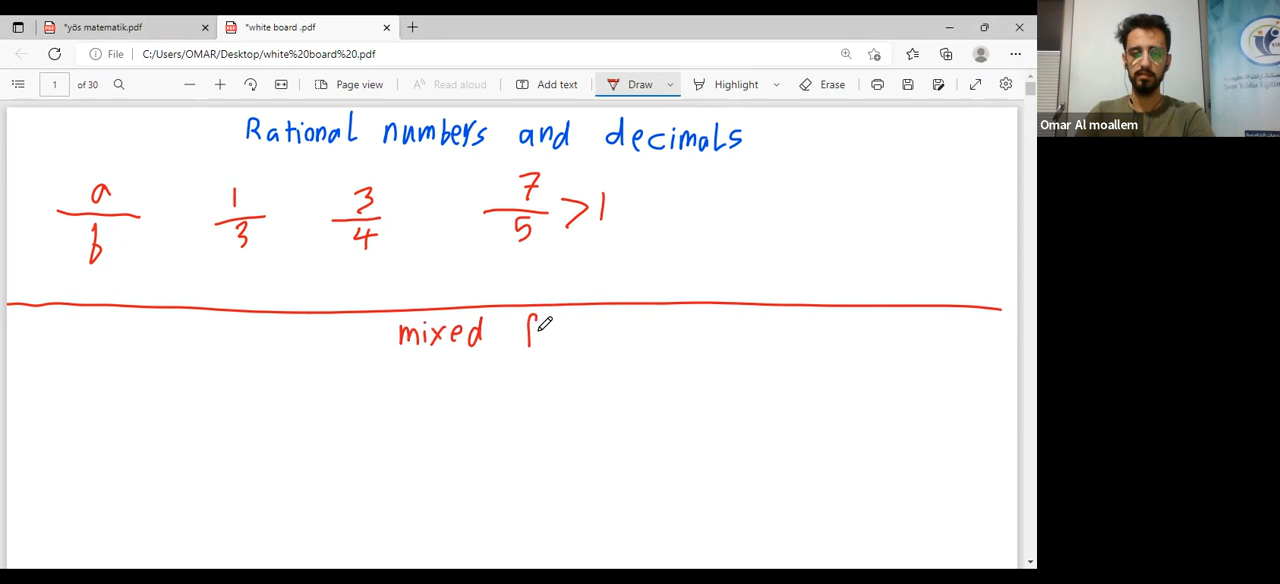 *yös matematik.pdf
*white board .pdf
File C:/Users/OMAR/Desktop/white%20board%20.pdf
1 of 30 Page view Read aloud Add text Draw Highlight Erase
Omar Al moallem
Rational numbers and decimals
a/b 1/3 3/4 7/5 > 1
mixed f